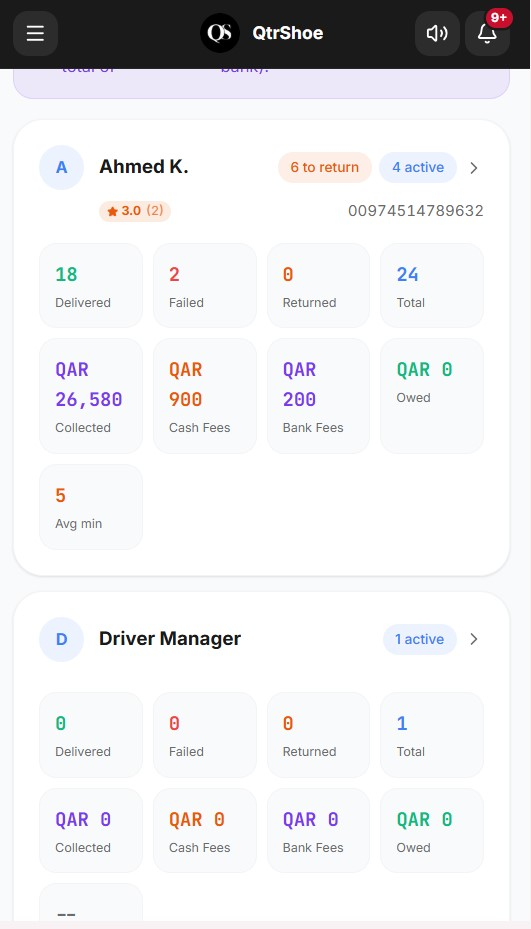 QS QtrShoe 9+
total of bank).
A Ahmed K. 6 to return 4 active
3.0 (2) 00974514789632
18 2 0 24
Delivered Failed Returned Total
QAR QAR QAR QAR 0
26,580 900 200 Owed
Collected Cash Fees Bank Fees
5
Avg min
D Driver Manager 1 active
0 0 0 1
Delivered Failed Returned Total
QAR 0 QAR 0 QAR 0 QAR 0
Collected Cash Fees Bank Fees Owed
--